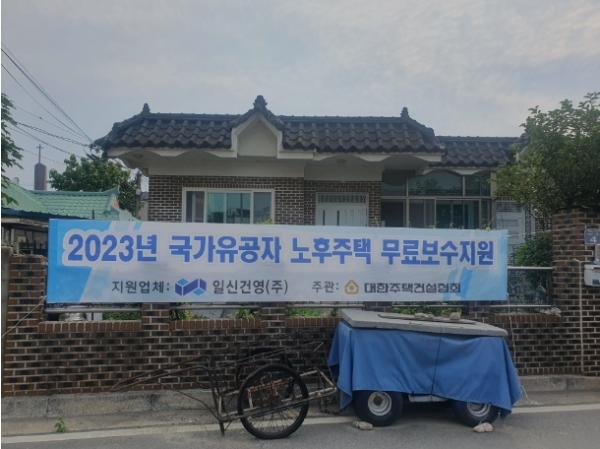 2023년 국가유공자 노후주택 무료보수지원
지원업체: 일신건영(주) 주관: 대한주택건설협회